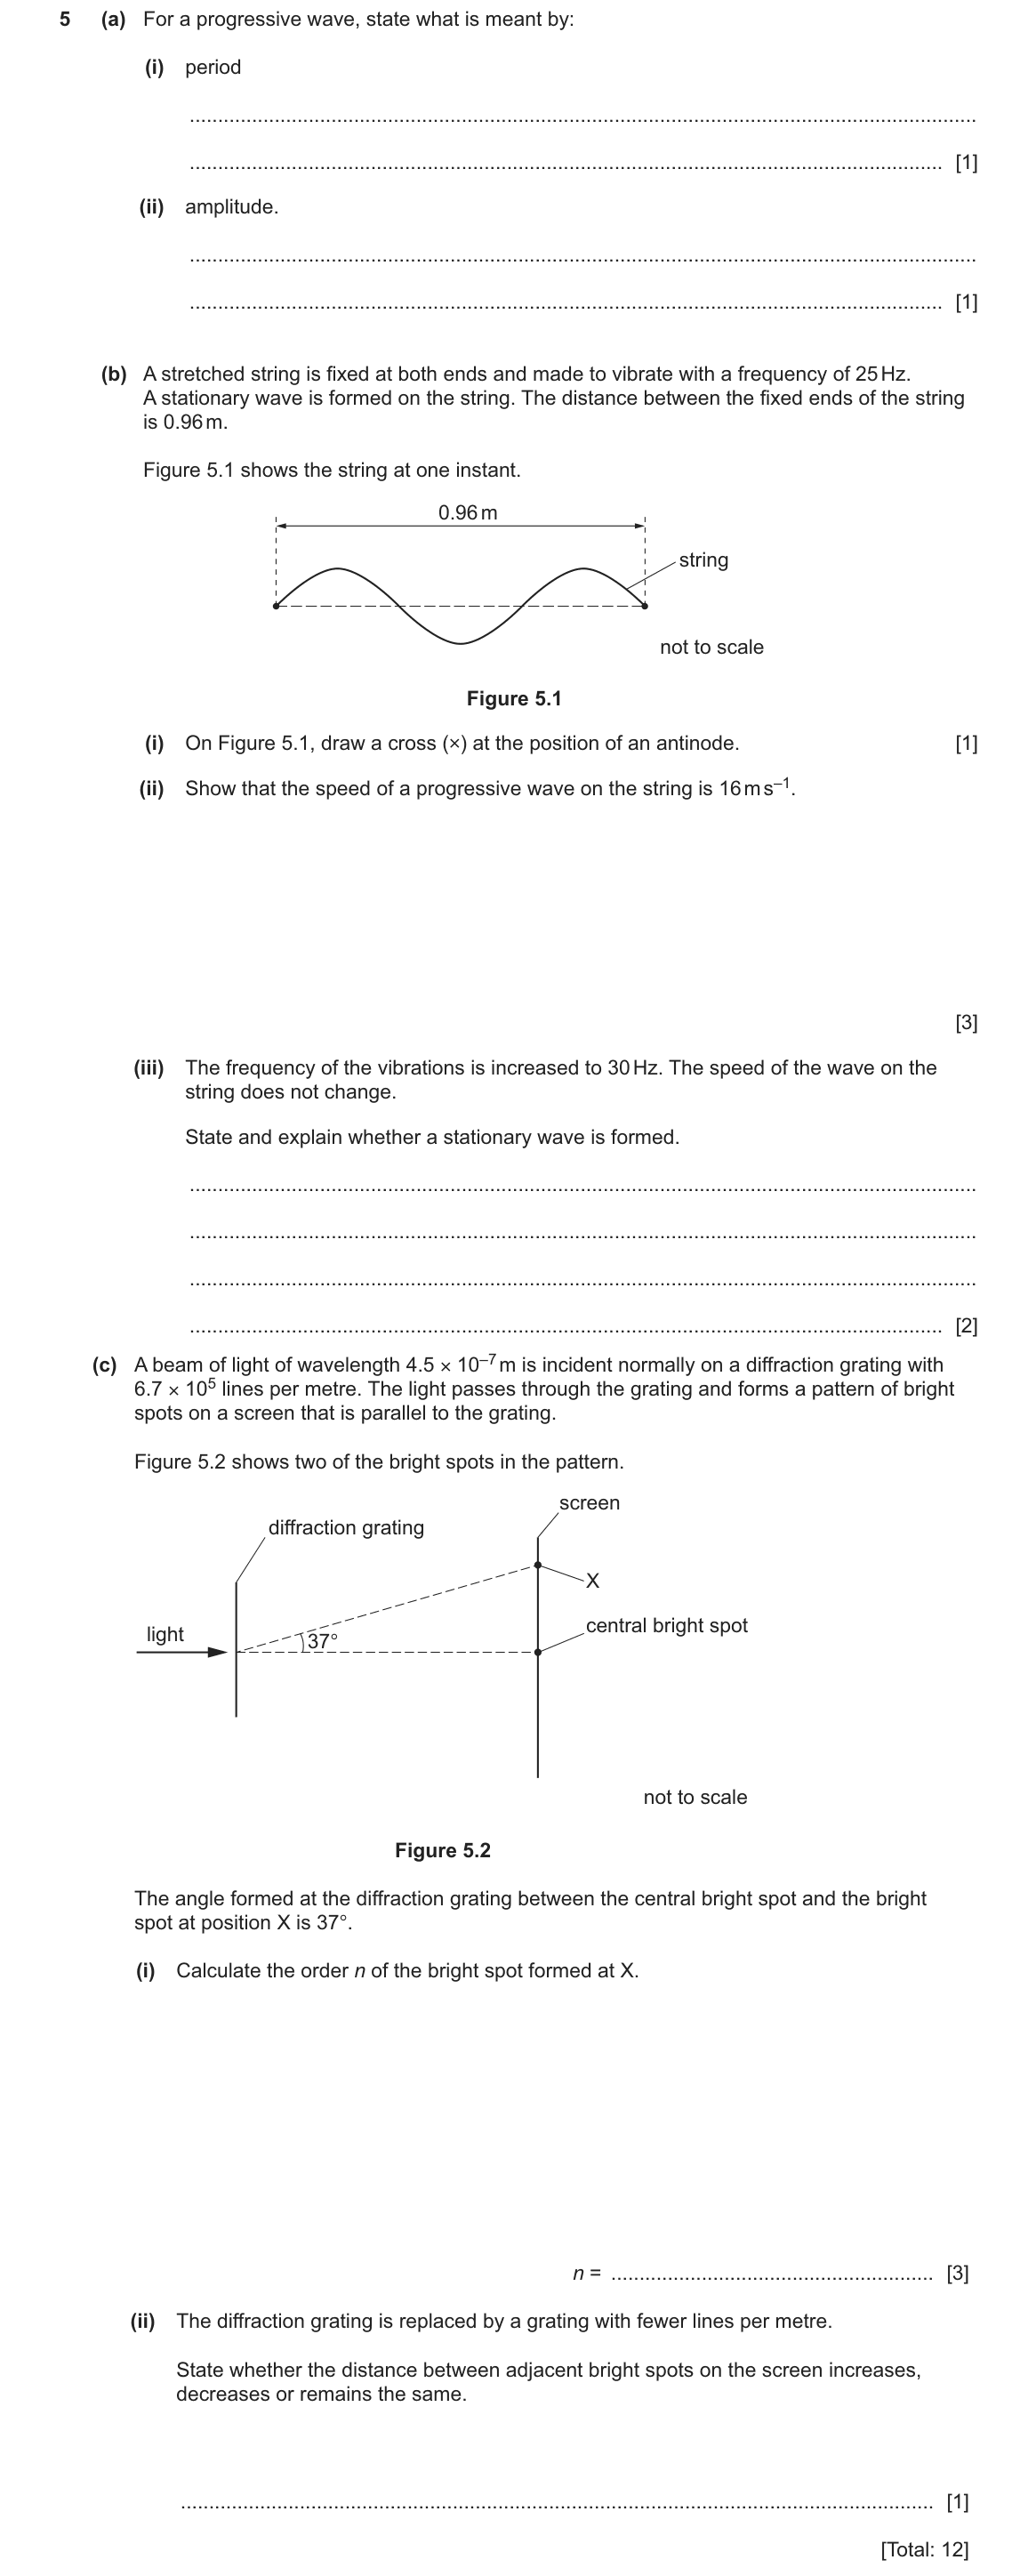 5 (a) For a progressive wave, state what is meant by:
(i) period
.......................................................................................................................................
................................................................................................................................. [1]
(ii) amplitude.
.......................................................................................................................................
................................................................................................................................. [1]
(b) A stretched string is fixed at both ends and made to vibrate with a frequency of 25 Hz.
A stationary wave is formed on the string. The distance between the fixed ends of the string
is 0.96 m.
Figure 5.1 shows the string at one instant.
0.96 m
string
not to scale
Figure 5.1
(i) On Figure 5.1, draw a cross (×) at the position of an antinode. [1]
(ii) Show that the speed of a progressive wave on the string is 16 m s⁻¹.
[3]
(iii) The frequency of the vibrations is increased to 30 Hz. The speed of the wave on the
string does not change.
State and explain whether a stationary wave is formed.
.......................................................................................................................................
.......................................................................................................................................
.......................................................................................................................................
................................................................................................................................. [2]
(c) A beam of light of wavelength 4.5 × 10⁻⁷ m is incident normally on a diffraction grating with
6.7 × 10⁵ lines per metre. The light passes through the grating and forms a pattern of bright
spots on a screen that is parallel to the grating.
Figure 5.2 shows two of the bright spots in the pattern.
screen
diffraction grating
X
central bright spot
light
37°
not to scale
Figure 5.2
The angle formed at the diffraction grating between the central bright spot and the bright
spot at position X is 37°.
(i) Calculate the order n of the bright spot formed at X.
n = ......................................................... [3]
(ii) The diffraction grating is replaced by a grating with fewer lines per metre.
State whether the distance between adjacent bright spots on the screen increases,
decreases or remains the same.
................................................................................................................................. [1]
[Total: 12]